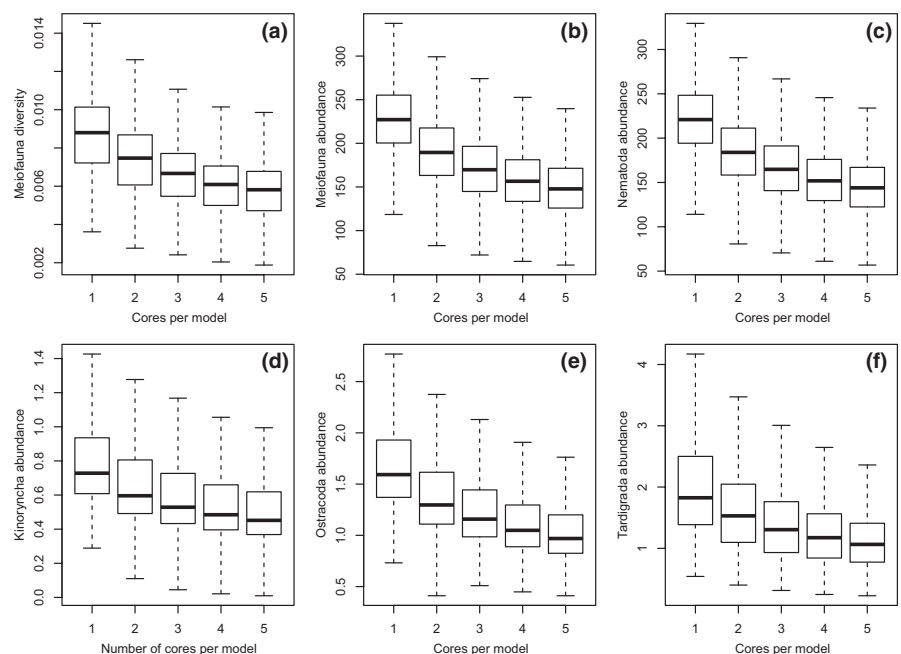 (a)
Meiofauna diversity
0.014
0.010
0.006
0.002
1 2 3 4 5
Cores per model
(b)
Meiofauna abundance
300
250
200
150
100
50
1 2 3 4 5
Cores per model
(c)
Nematoda abundance
300
250
200
150
100
50
1 2 3 4 5
Cores per model
(d)
Kinoryncha abundance
1.4
1.2
1.0
0.8
0.6
0.4
0.2
0.0
1 2 3 4 5
Number of cores per model
(e)
Ostracoda abundance
2.5
2.0
1.5
1.0
0.5
1 2 3 4 5
Cores per model
(f)
Tardigrada abundance
4
3
2
1
1 2 3 4 5
Cores per model